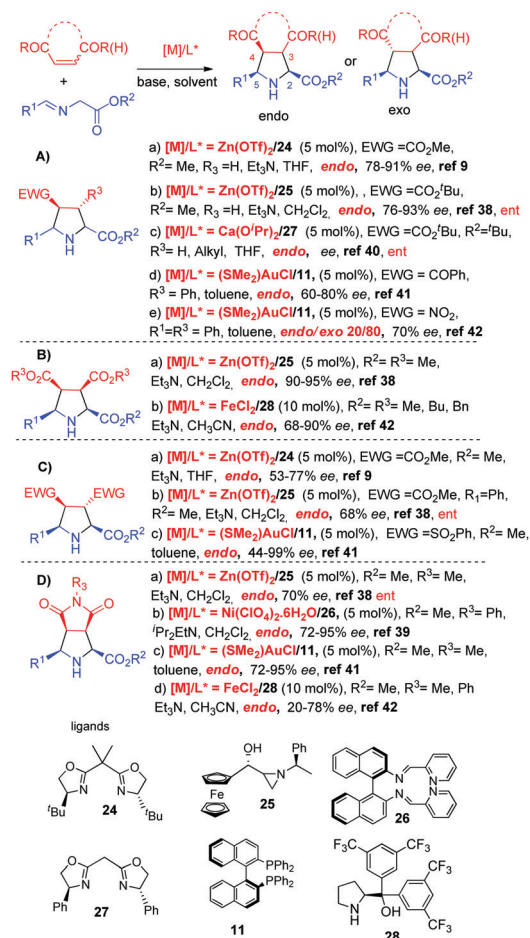 RC COR(H)
+
R¹ N OR² O
[M]/L*
base, solvent
RC COR(H)
4 3
R¹ 5 N H 2 CO₂R²
endo
or
RC COR(H)
R¹ N H CO₂R²
exo
A)
EWG R³
R¹ N H CO₂R²
a) [M]/L* = Zn(OTf)₂/24 (5 mol%), EWG =CO₂Me,
R²= Me, R₃ =H, Et₃N, THF, endo, 78-91% ee, ref 9
b) [M]/L* = Zn(OTf)₂/25 (5 mol%), , EWG =CO₂ᵗBu,
R²= Me, R₃ =H, Et₃N, CH₂Cl₂, endo, 76-93% ee, ref 38, ent
c) [M]/L* = Ca(OⁱPr)₂/27 (5 mol%), EWG =CO₂ᵗBu, R²=ᵗBu,
R³= H, Alkyl, THF, endo, ee, ref 40, ent
d) [M]/L* = (SMe₂)AuCl/11, (5 mol%), EWG = COPh,
R³ = Ph, toluene, endo, 60-80% ee, ref 41
e) [M]/L* = (SMe₂)AuCl/11, (5 mol%), EWG = NO₂,
R¹=R³ = Ph, toluene, endo/exo 20/80, 70% ee, ref 42
B)
R³O₂C CO₂R³
R¹ N H CO₂R²
a) [M]/L* = Zn(OTf)₂/25 (5 mol%), R²= R³= Me,
Et₃N, CH₂Cl₂, endo, 90-95% ee, ref 38
b) [M]/L* = FeCl₂/28 (10 mol%), R²= R³= Me, Bu, Bn
Et₃N, CH₃CN, endo, 68-90% ee, ref 42
C)
EWG EWG
R¹ N H CO₂R²
a) [M]/L* = Zn(OTf)₂/24 (5 mol%), EWG =CO₂Me, R²= Me,
Et₃N, THF, endo, 53-77% ee, ref 9
b) [M]/L* = Zn(OTf)₂/25 (5 mol%), EWG =CO₂Me, R₁=Ph,
R²= Me, Et₃N, CH₂Cl₂, endo, 68% ee, ref 38, ent
c) [M]/L* = (SMe₂)AuCl/11, (5 mol%), EWG =SO₂Ph, R²= Me,
toluene, endo, 44-99% ee, ref 41
D)
R₃
O N O
R¹ N H CO₂R²
a) [M]/L* = Zn(OTf)₂/25 (5 mol%), R²= Me, R³= Me,
Et₃N, CH₂Cl₂, endo, 70% ee, ref 38 ent
b) [M]/L* = Ni(ClO₄)₂.6H₂O/26, (5 mol%), R²= Me, R³= Ph,
ⁱPr₂EtN, CH₂Cl₂, endo, 72-95% ee, ref 39
c) [M]/L* = (SMe₂)AuCl/11, (5 mol%), R²= Me, R³= Me,
toluene, endo, 72-95% ee, ref 41
d) [M]/L* = FeCl₂/28 (10 mol%), R²= Me, R³= Me, Ph
Et₃N, CH₃CN, endo, 20-78% ee, ref 42
ligands
O O
N N
ᵗBu ᵗBu
24
OH Ph
N
Fe
25
N N
N N
26
O O
N N
Ph Ph
27
PPh₂
PPh₂
11
CF₃
F₃C
CF₃
N H OH
CF₃
28